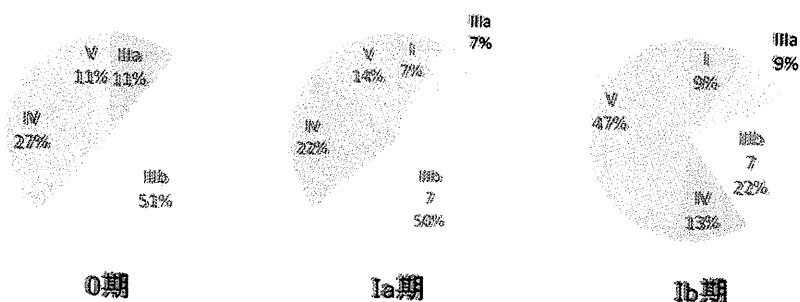 V
11%
IIIa
11%
IV
27%
IIIb
51%
0期
IIIa
7%
I
7%
V
14%
IV
22%
IIIb
7
50%
Ia期
IIIa
9%
I
9%
V
47%
IIIb
7
22%
IV
13%
Ib期